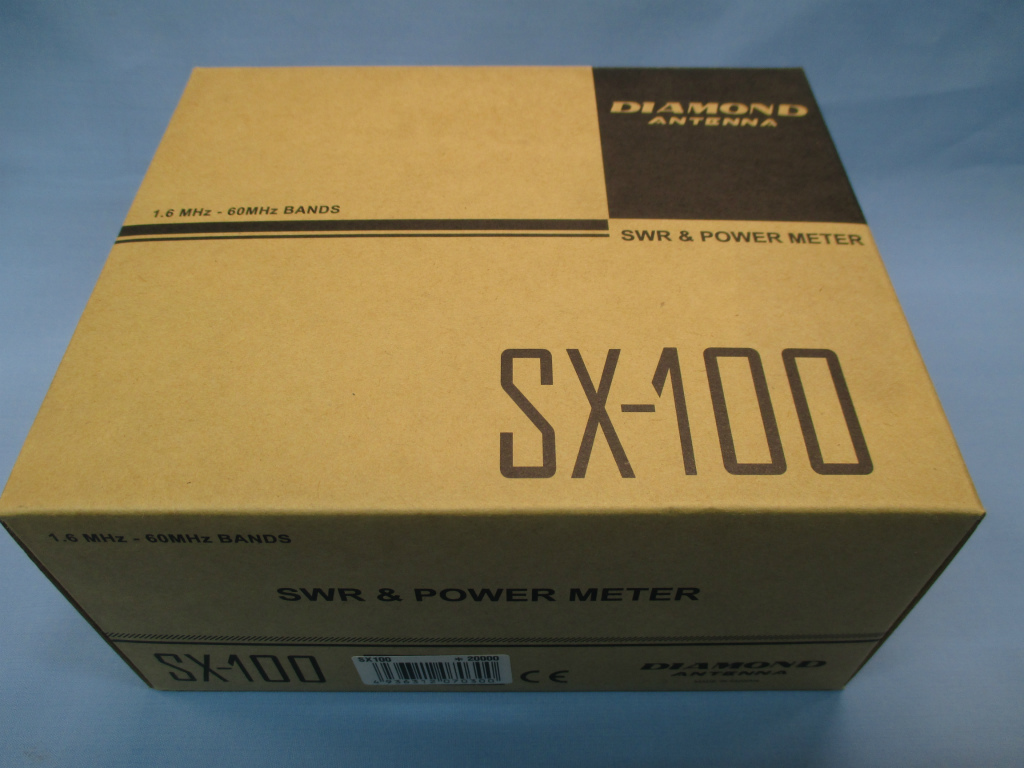 DIAMOND
ANTENNA
1.6 MHz - 60MHz BANDS
SWR & POWER METER
SX-100
1.6 MHz - 60MHz BANDS
SWR & POWER METER
SX-100
SX100 * 20000
CE
DIAMOND
ANTENNA